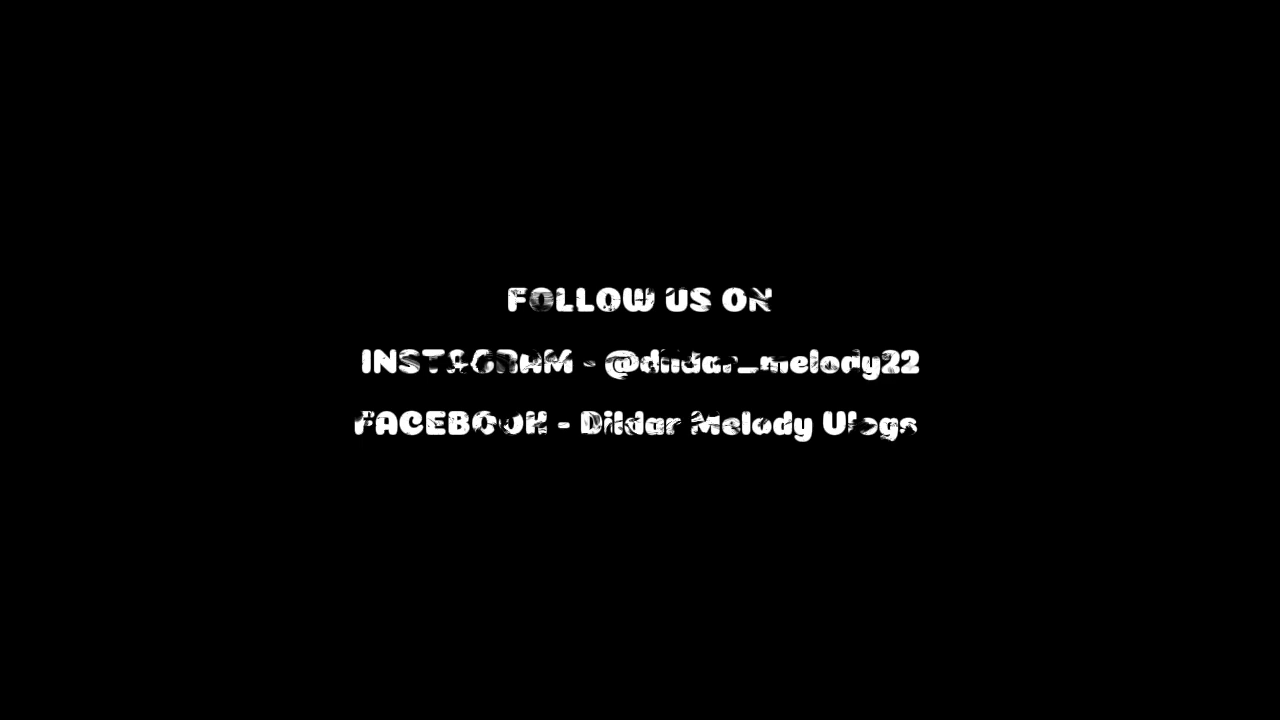 FOLLOW US ON
INSTAGRAM - @dildar_melody22
FACEBOOK - Dildar Melody Vlogs